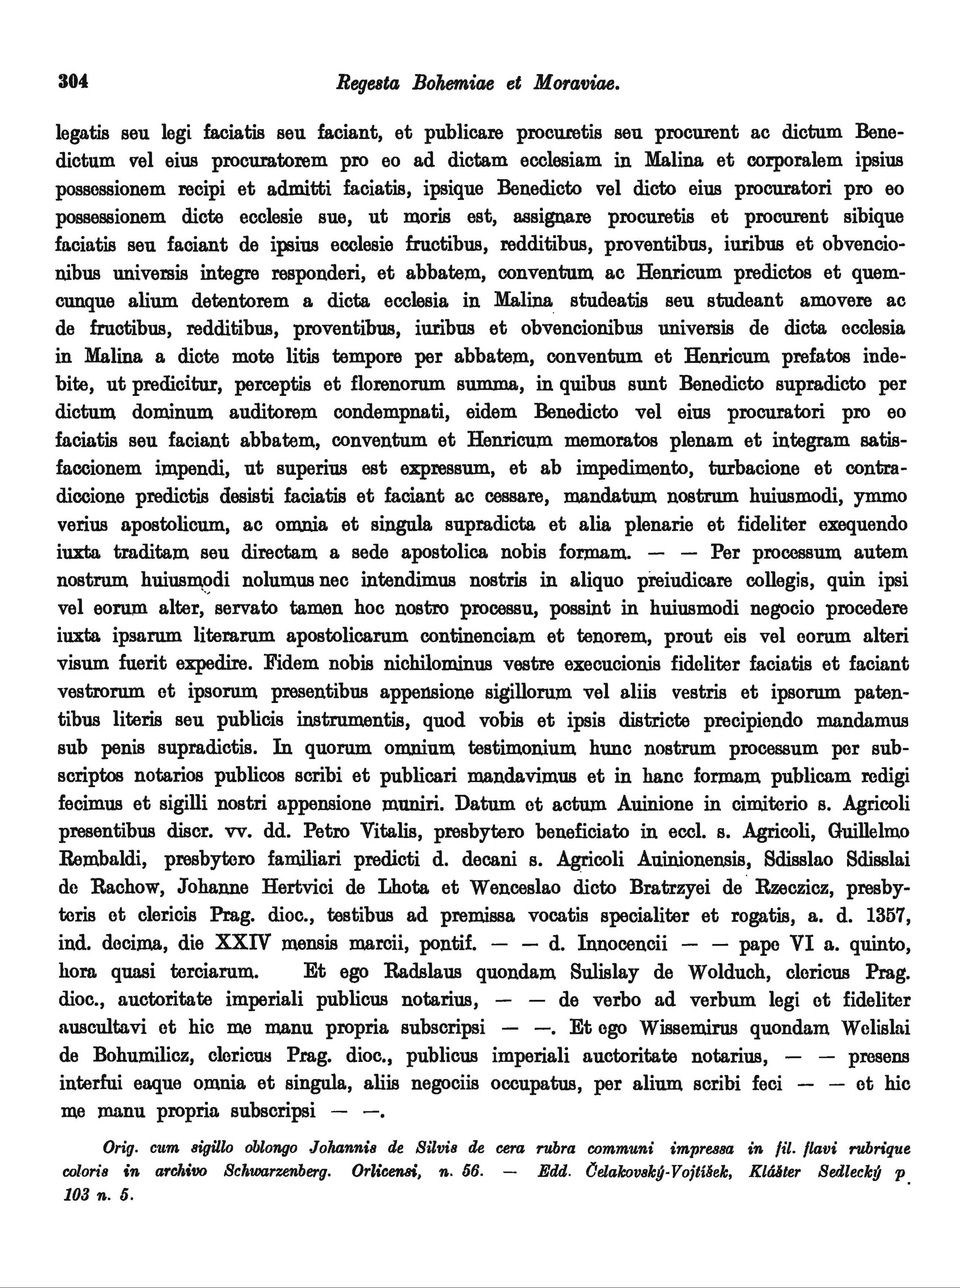 304 Regesta Bohemiae et Moraviae.
legatis seu legi faciatis seu faciant, et publicare procuretis seu procurent ac dictum Bene-
dictum vel eius procuratorem pro eo ad dictam ecclesiam in Malina et corporalem ipsius
possessionem recipi et admitti faciatis, ipsique Benedicto vel dicto eius procuratori pro eo
possessionem dicte ecclesie sue, ut moris est, assignare procuretis et procurent sibique
faciatis seu faciant de ipsius ecclesie fructibus, redditibus, proventibus, iuribus et obvencio-
nibus universis integre responderi, et abbatem, conventum ac Henricum predictos et quem-
cunque alium detentorem a dicta ecclesia in Malina studeatis seu studeant amovere ac
de fructibus, redditibus, proventibus, iuribus et obvencionibus universis de dicta ecclesia
in Malina a dicte mote litis tempore per abbatem, conventum et Henricum prefatos inde-
bite, ut predicitur, perceptis et florenorum summa, in quibus sunt Benedicto supradicto per
dictum dominum auditorem condempnati, eidem Benedicto vel eius procuratori pro eo
faciatis seu faciant abbatem, conventum et Henricum memoratos plenam et integram satis-
faccionem impendi, ut superius est expressum, et ab impedimento, turbacione et contra-
diccione predictis desisti faciatis et faciant ac cessare, mandatum nostrum huiusmodi, ymmo
verius apostolicum, ac omnia et singula supradicta et alia plenarie et fideliter exequendo
iuxta traditam seu directam a sede apostolica nobis formam. — — Per processum autem
nostrum huiusmodi nolumus nec intendimus nostris in aliquo preiudicare collegis, quin ipsi
vel eorum alter, servato tamen hoc nostro processu, possint in huiusmodi negocio procedere
iuxta ipsarum literarum apostolicarum continenciam et tenorem, prout eis vel eorum alteri
visum fuerit expedire. Fidem nobis nichilominus vestre execucionis fideliter faciatis et faciant
vestrorum et ipsorum presentibus appensione sigillorum vel aliis vestris et ipsorum paten-
tibus literis seu publicis instrumentis, quod vobis et ipsis districte precipiendo mandamus
sub penis supradictis. In quorum omnium testimonium hunc nostrum processum per sub-
scriptos notarios publicos scribi et publicari mandavimus et in hanc formam publicam redigi
fecimus et sigilli nostri appensione muniri. Datum et actum Auinione in cimiterio s. Agricoli
presentibus discr. vv. dd. Petro Vitalis, presbytero beneficiato in eccl. s. Agricoli, Guillelmo
Rembaldi, presbytero familiari predicti d. decani s. Agricoli Auinionensis, Sdisslao Sdisslai
de Rachow, Johanne Hertvici de Lhota et Wenceslao dicto Bratrzyei de Rzeczicz, presby-
teris et clericis Prag. dioc., testibus ad premissa vocatis specialiter et rogatis, a. d. 1357,
ind. decima, die XXIV mensis marcii, pontif. — — d. Innocencii — — pape VI a. quinto,
hora quasi terciarum. Et ego Radslaus quondam Sulislay de Wolduch, clericus Prag.
dioc., auctoritate imperiali publicus notarius, — — de verbo ad verbum legi et fideliter
auscultavi et hic me manu propria subscripsi — —. Et ego Wissemirus quondam Welislai
de Bohumilicz, clericus Prag. dioc., publicus imperiali auctoritate notarius, — — presens
interfui eaque omnia et singula, aliis negociis occupatus, per alium scribi feci — — et hic
me manu propria subscripsi — —.
Orig. cum sigillo oblongo Johannis de Silvis de cera rubra communi impressa in fil. flavi rubrique
coloris in archivo Schwarzenberg. Orlicensi, n. 56. — Edd. Čelakovský-Vojtíšek, Klášter Sedlecký p.
103 n. 5.